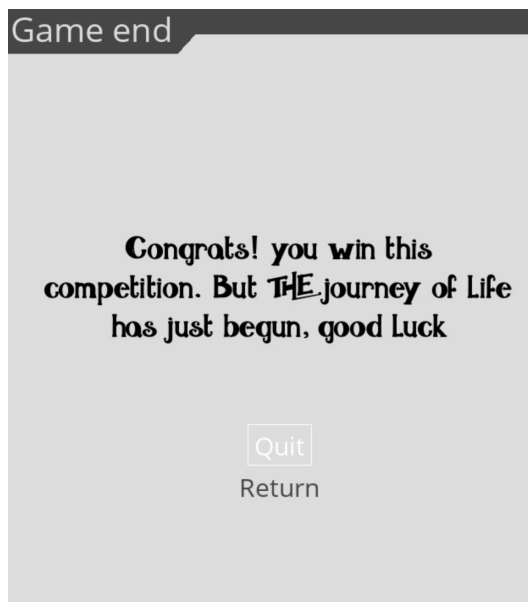 Game end
Congrats! you win this
competition. But THE journey of Life
has just begun, good Luck
Quit
Return